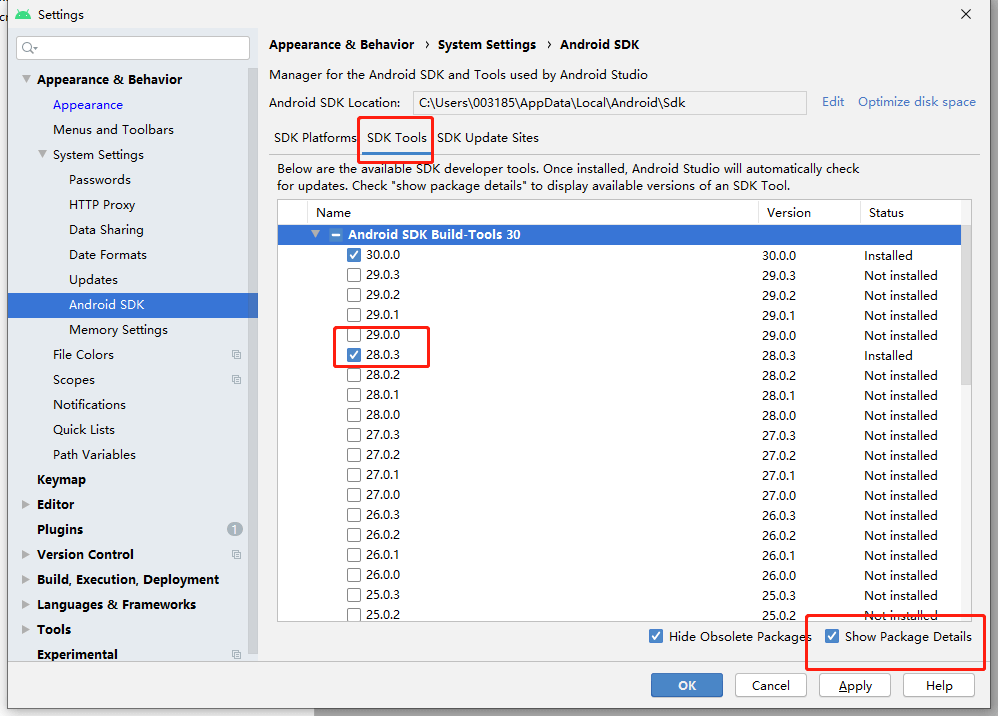 Settings
Appearance & Behavior
Appearance
Menus and Toolbars
System Settings
Passwords
HTTP Proxy
Data Sharing
Date Formats
Updates
Android SDK
Memory Settings
File Colors
Scopes
Notifications
Quick Lists
Path Variables
Keymap
Editor
Plugins 1
Version Control
Build, Execution, Deployment
Languages & Frameworks
Tools
Experimental
Appearance & Behavior › System Settings › Android SDK
Manager for the Android SDK and Tools used by Android Studio
Android SDK Location: C:\Users\003185\AppData\Local\Android\Sdk Edit Optimize disk space
SDK Platforms SDK Tools SDK Update Sites
Below are the available SDK developer tools. Once installed, Android Studio will automatically check
for updates. Check "show package details" to display available versions of an SDK Tool.
Name Version Status
Android SDK Build-Tools 30
30.0.0 30.0.0 Installed
29.0.3 29.0.3 Not installed
29.0.2 29.0.2 Not installed
29.0.1 29.0.1 Not installed
29.0.0 29.0.0 Not installed
28.0.3 28.0.3 Installed
28.0.2 28.0.2 Not installed
28.0.1 28.0.1 Not installed
28.0.0 28.0.0 Not installed
27.0.3 27.0.3 Not installed
27.0.2 27.0.2 Not installed
27.0.1 27.0.1 Not installed
27.0.0 27.0.0 Not installed
26.0.3 26.0.3 Not installed
26.0.2 26.0.2 Not installed
26.0.1 26.0.1 Not installed
26.0.0 26.0.0 Not installed
25.0.3 25.0.3 Not installed
25.0.2 25.0.2 Not installed
Hide Obsolete Packages Show Package Details
OK Cancel Apply Help